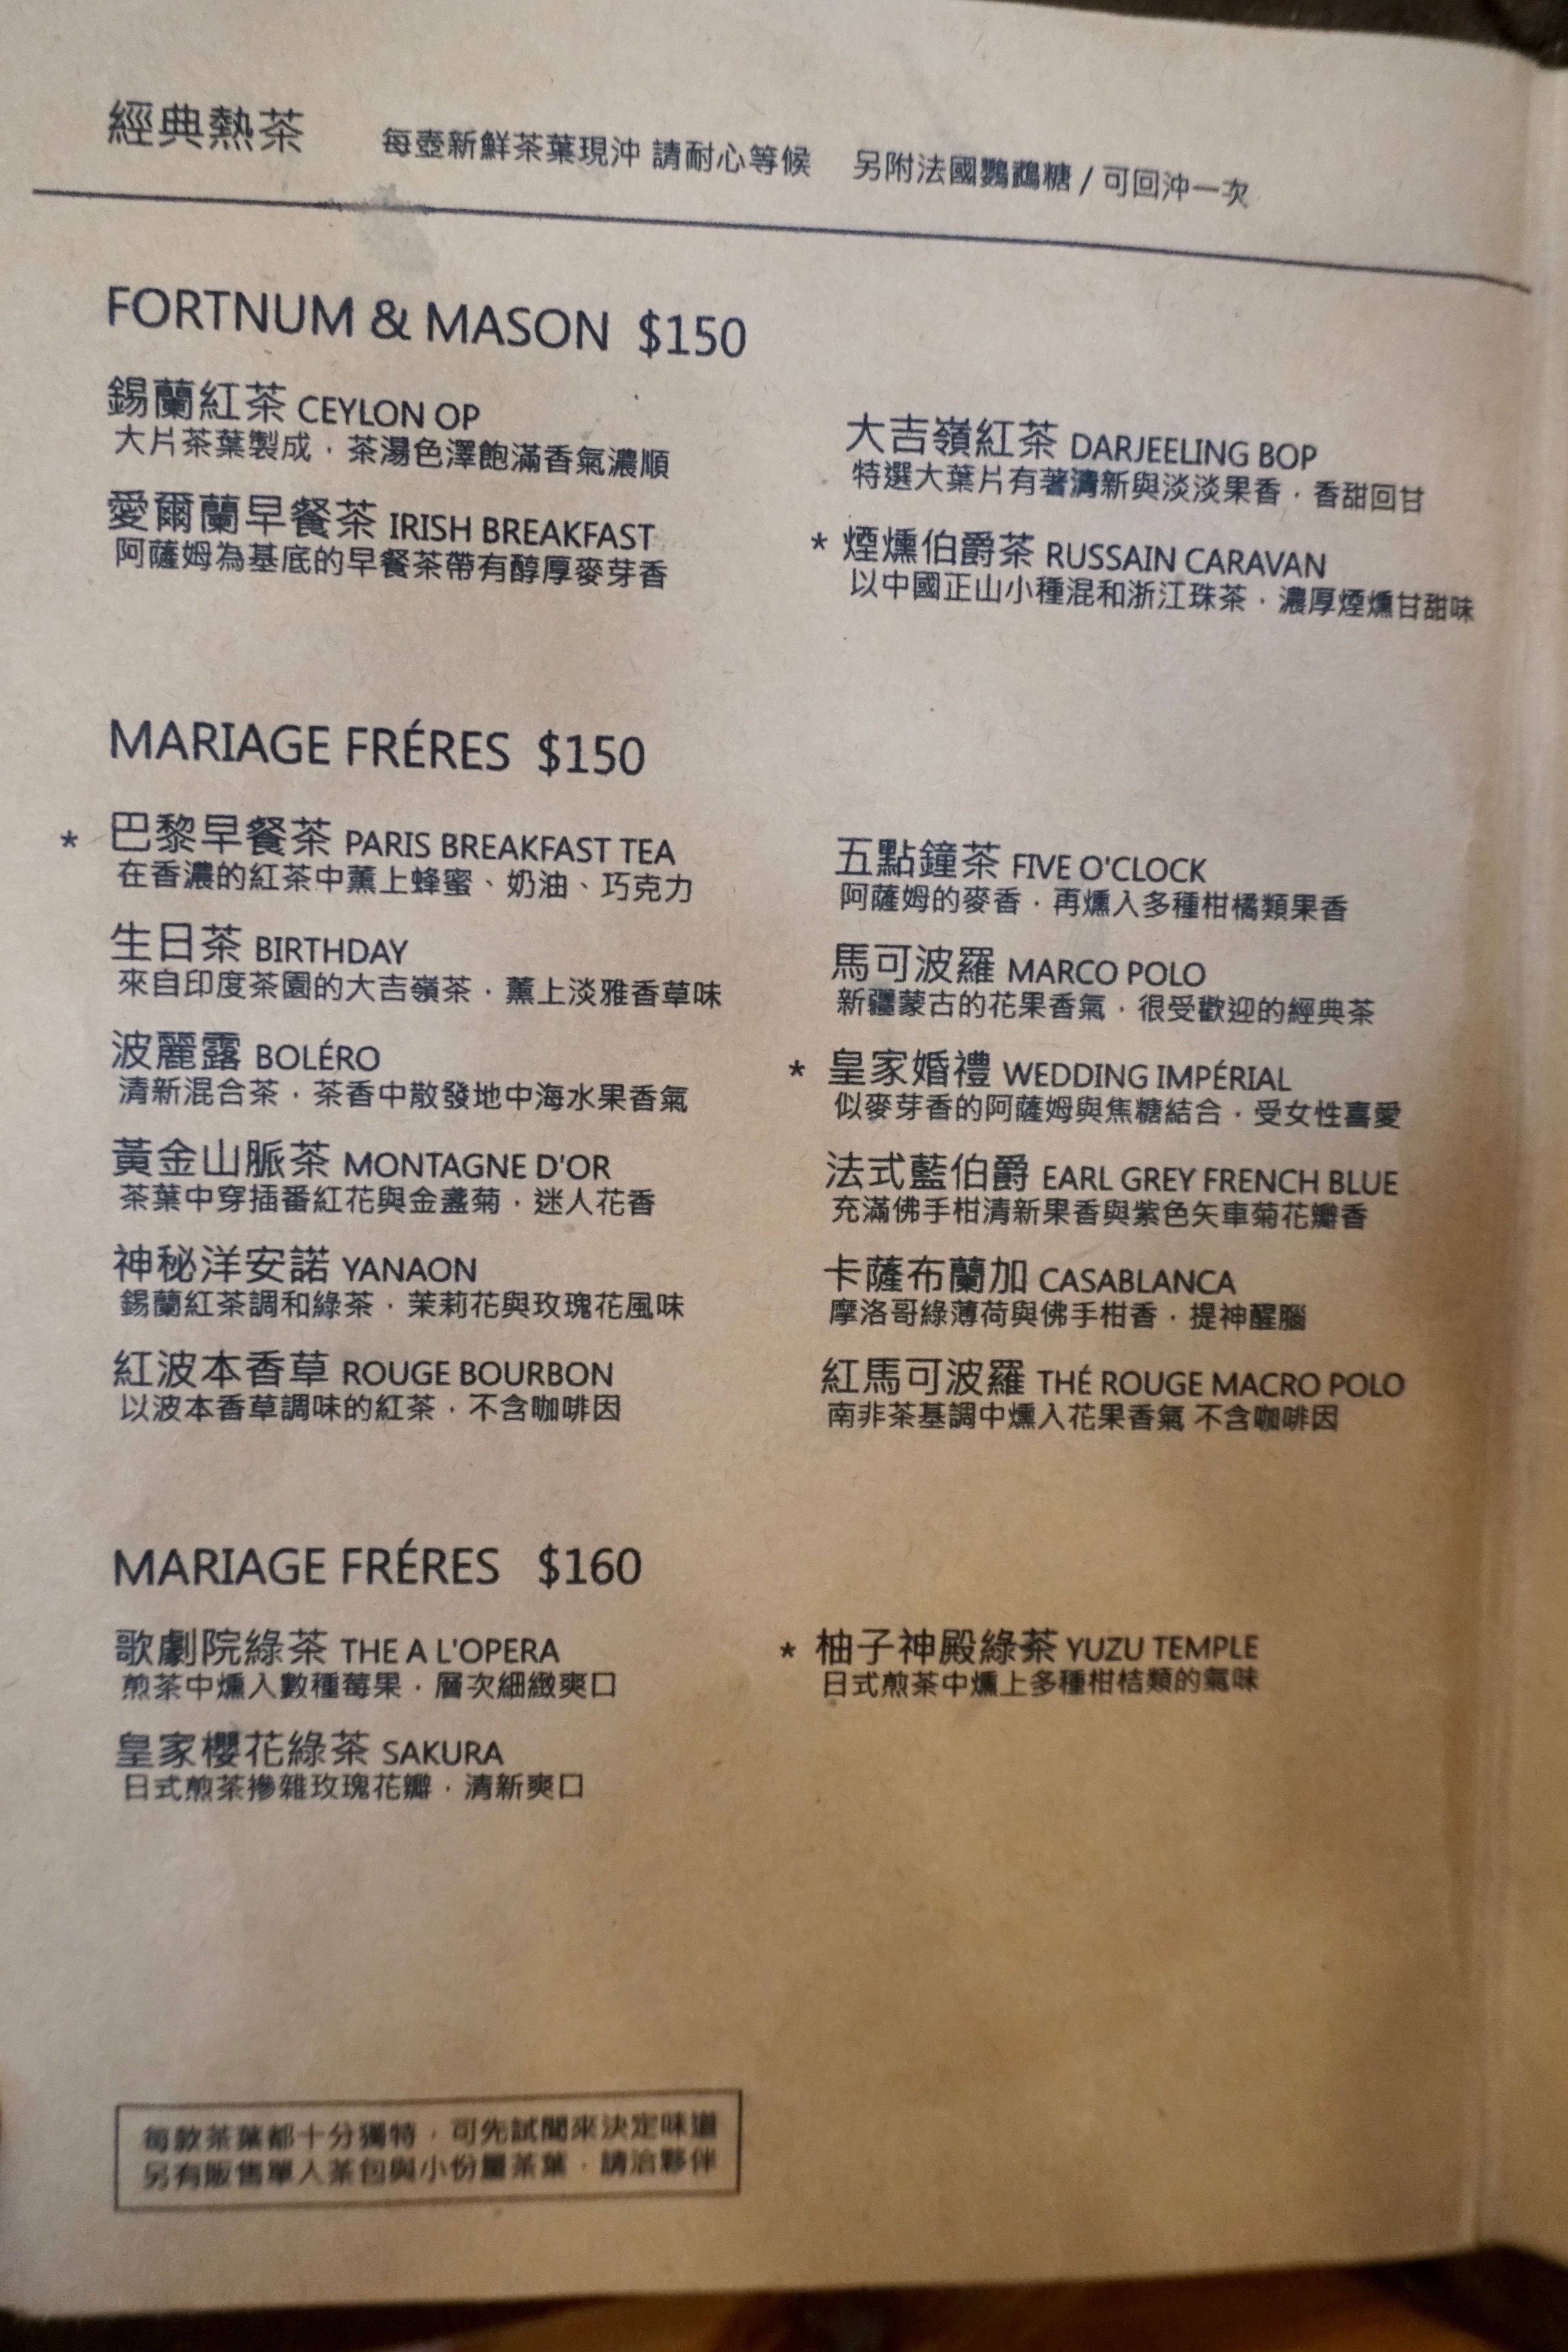 經典熱茶 每壺新鮮茶葉現沖 請耐心等候 另附法國鸚鵡糖 / 可回沖一次
FORTNUM & MASON $150
錫蘭紅茶 CEYLON OP
大片茶葉製成，茶湯色澤飽滿香氣濃順
愛爾蘭早餐茶 IRISH BREAKFAST
阿薩姆為基底的早餐茶帶有醇厚麥芽香
大吉嶺紅茶 DARJEELING BOP
特選大葉片有著清新與淡淡果香，香甜回甘
* 煙燻伯爵茶 RUSSAIN CARAVAN
以中國正山小種混和浙江珠茶，濃厚煙燻甘甜味
MARIAGE FRÉRES $150
* 巴黎早餐茶 PARIS BREAKFAST TEA
在香濃的紅茶中薰上蜂蜜、奶油、巧克力
生日茶 BIRTHDAY
來自印度茶園的大吉嶺茶，薰上淡雅香草味
波麗露 BOLÉRO
清新混合茶，茶香中散發地中海水果香氣
黃金山脈茶 MONTAGNE D'OR
茶葉中穿插番紅花與金盞菊，迷人花香
神秘洋安諾 YANAON
錫蘭紅茶調和綠茶，茉莉花與玫瑰花風味
紅波本香草 ROUGE BOURBON
以波本香草調味的紅茶，不含咖啡因
五點鐘茶 FIVE O'CLOCK
阿薩姆的麥香，再燻入多種柑橘類果香
馬可波羅 MARCO POLO
新疆蒙古的花果香氣，很受歡迎的經典茶
* 皇家婚禮 WEDDING IMPÉRIAL
似麥芽香的阿薩姆與焦糖結合，受女性喜愛
法式藍伯爵 EARL GREY FRENCH BLUE
充滿佛手柑清新果香與紫色矢車菊花瓣香
卡薩布蘭加 CASABLANCA
摩洛哥綠薄荷與佛手柑香，提神醒腦
紅馬可波羅 THÉ ROUGE MACRO POLO
南非茶基調中燻入花果香氣 不含咖啡因
MARIAGE FRÉRES $160
歌劇院綠茶 THE A L'OPERA
煎茶中燻入數種莓果，層次細緻爽口
皇家櫻花綠茶 SAKURA
日式煎茶摻雜玫瑰花瓣，清新爽口
* 柚子神殿綠茶 YUZU TEMPLE
日式煎茶中燻上多種柑桔類的氣味
每款茶葉都十分獨特，可先試聞來決定味道
另有販售單入茶包與小份量茶葉，請洽夥伴